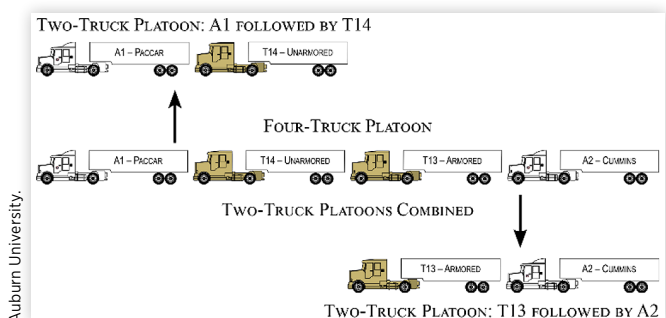 TWO-TRUCK PLATOON: A1 FOLLOWED BY T14
A1 – PACCAR
T14 – UNARMORED
FOUR-TRUCK PLATOON
A1 – PACCAR
T14 – UNARMORED
T13 – ARMORED
A2 – CUMMINS
TWO-TRUCK PLATOONS COMBINED
T13 – ARMORED
A2 – CUMMINS
TWO-TRUCK PLATOON: T13 FOLLOWED BY A2
Auburn University.